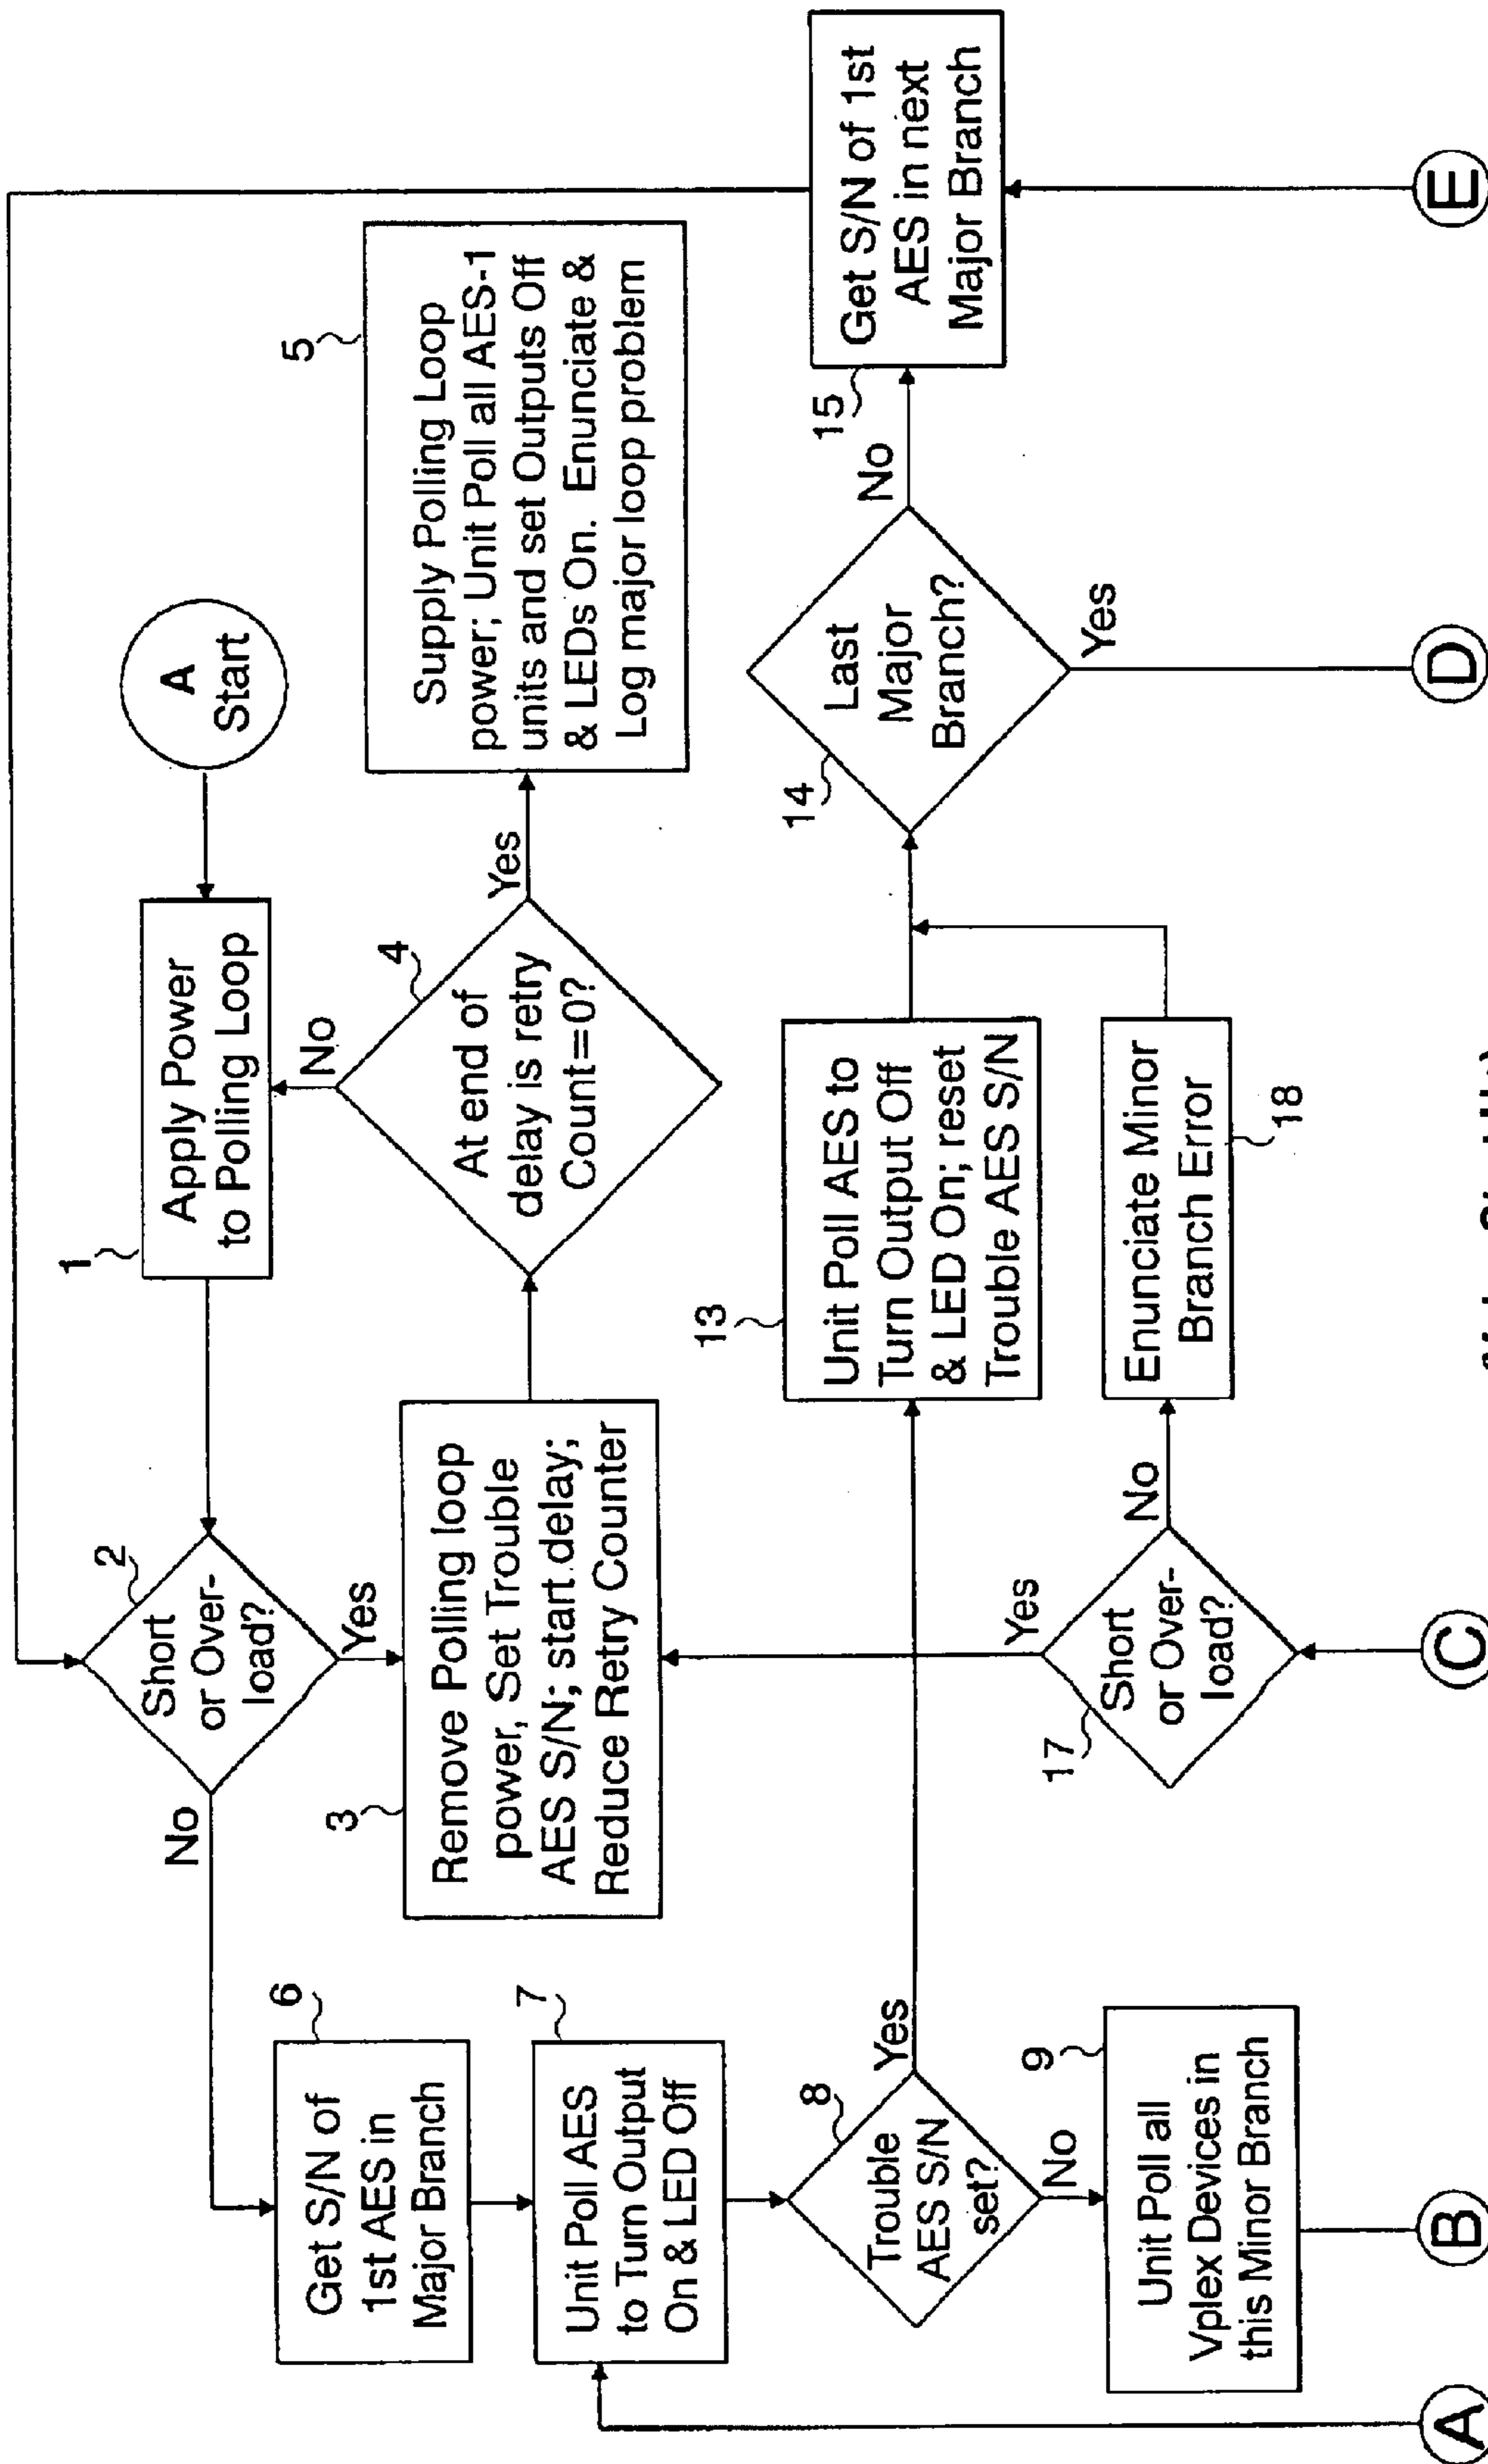 A
Start
1
Apply Power
to Polling Loop
2
Short
or Over-
load?
No
Yes
3
Remove Polling loop
power, Set Trouble
AES S/N; start delay;
Reduce Retry Counter
4
At end of
delay is retry
Count=0?
No
Yes
5
Supply Polling Loop
power; Unit Poll all AES-1
units and set Outputs Off
& LEDs On. Enunciate &
Log major loop problem
6
Get S/N of
1st AES in
Major Branch
7
Unit Poll AES
to Turn Output
On & LED Off
8
Trouble
AES S/N
set?
Yes
No
9
Unit Poll all
Vplex Devices in
this Minor Branch
13
Unit Poll AES to
Turn Output Off
& LED On; reset
Trouble AES S/N
14
Last
Major
Branch?
No
Yes
15
Get S/N of 1st
AES in next
Major Branch
17
Short
or Over-
load?
Yes
No
Enunciate Minor
Branch Error
18
A
B
C
D
E